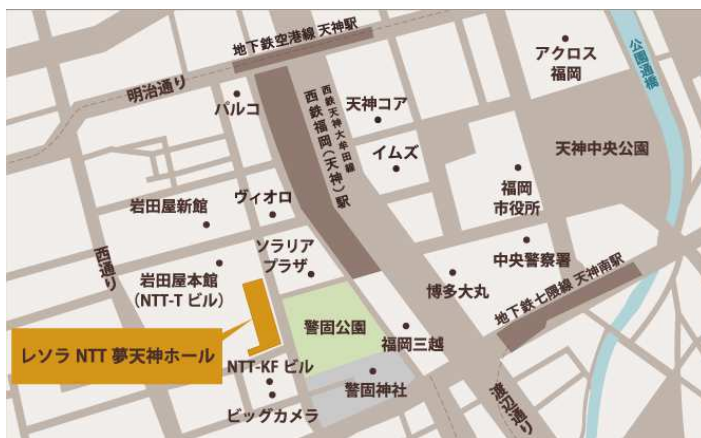 地下鉄空港線 天神駅
明治通り
パルコ
西鉄天神大牟田線
西鉄福岡(天神)駅
天神コア
イムズ
アクロス
福岡
公園通橋
天神中央公園
福岡
市役所
ヴィオロ
岩田屋新館
西通り
ソラリア
プラザ
岩田屋本館
(NTT-T ビル)
中央警察署
博多大丸
地下鉄七隈線 天神南駅
警固公園
福岡三越
レソラ NTT 夢天神ホール
NTT-KF ビル
警固神社
ビッグカメラ
渡辺通り